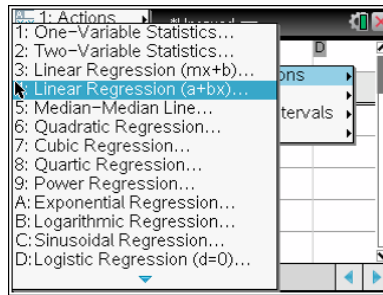 1: Actions
1: One-Variable Statistics...
2: Two-Variable Statistics...
3: Linear Regression (mx+b)...
Linear Regression (a+bx)...
5: Median-Median Line...
6: Quadratic Regression...
7: Cubic Regression...
8: Quartic Regression...
9: Power Regression...
A: Exponential Regression...
B: Logarithmic Regression...
C: Sinusoidal Regression...
D: Logistic Regression (d=0)...
D
ons
tervals